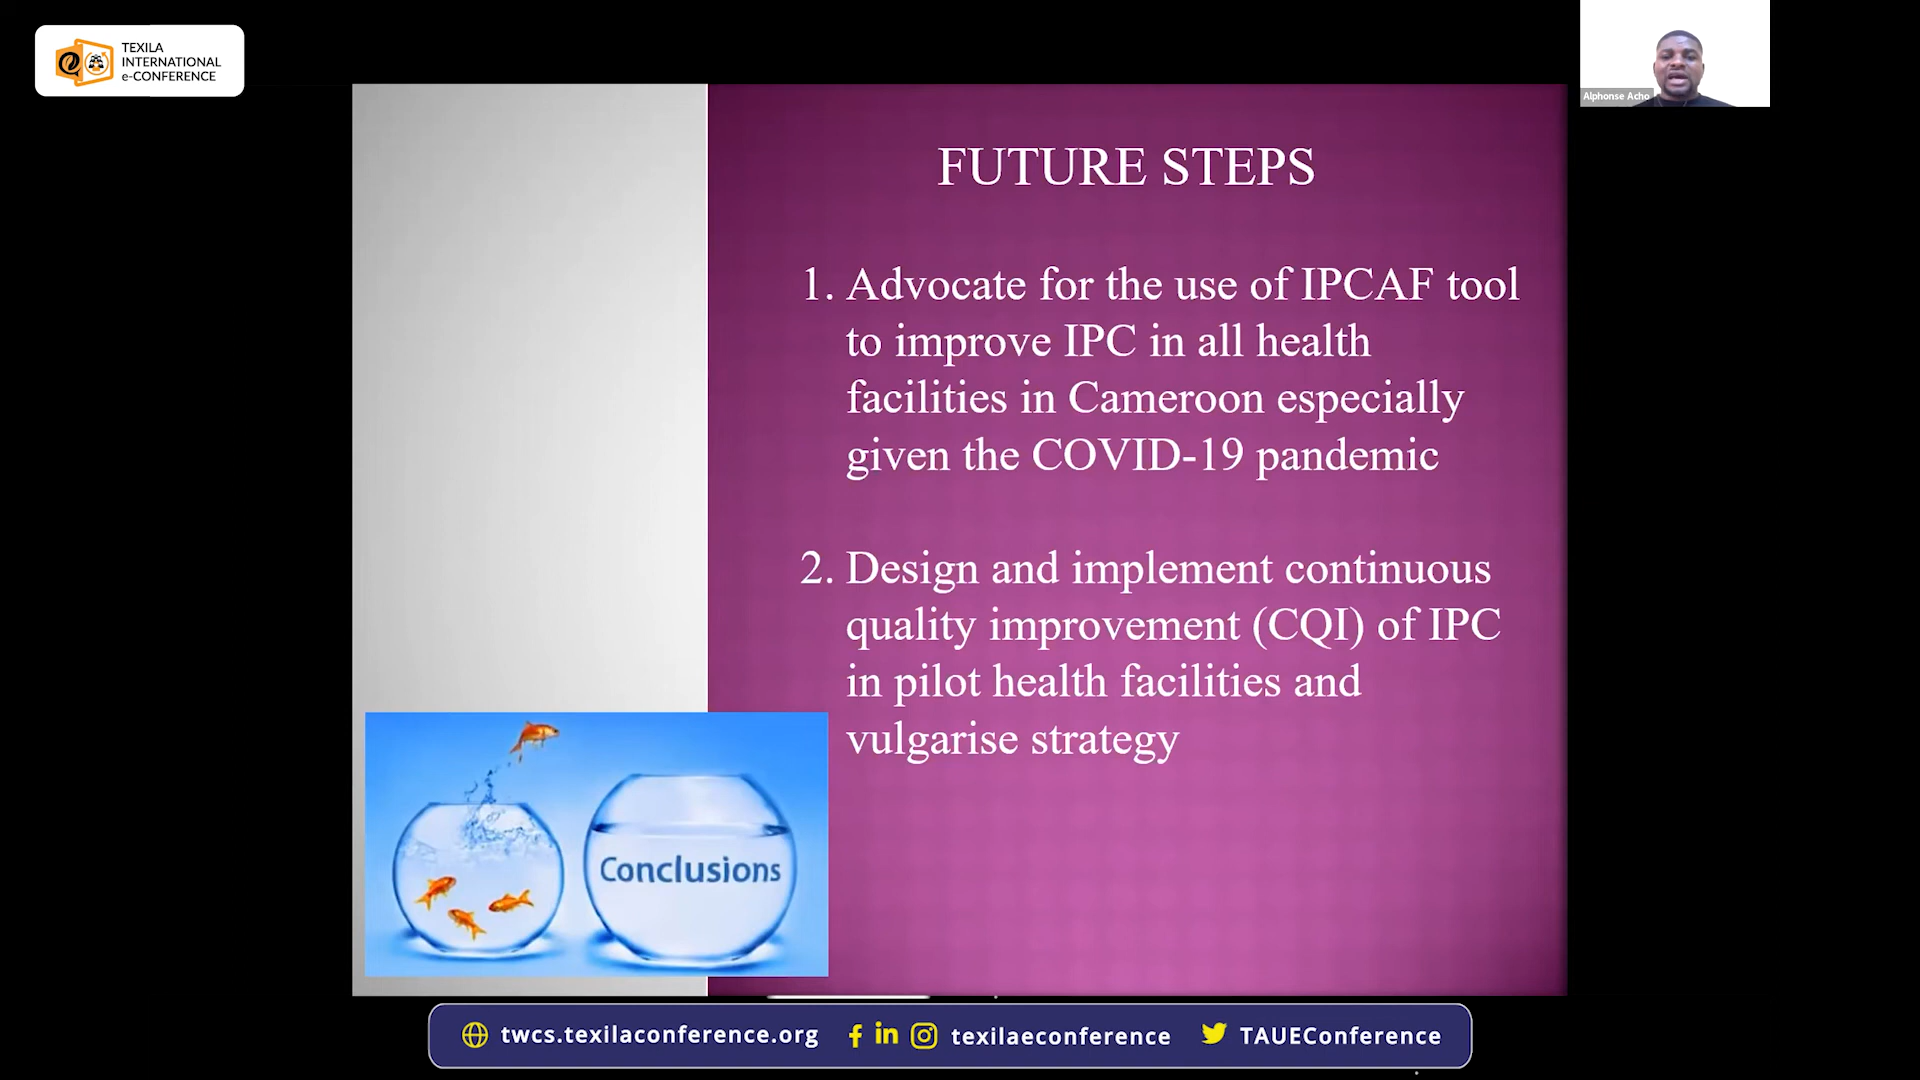 TEXILA
INTERNATIONAL
e-CONFERENCE
Alphonse Acho
FUTURE STEPS
1. Advocate for the use of IPCAF tool
to improve IPC in all health
facilities in Cameroon especially
given the COVID-19 pandemic
2. Design and implement continuous
quality improvement (CQI) of IPC
in pilot health facilities and
vulgarise strategy
Conclusions
twcs.texilaconference.org
texilaeconference
TAUEConference